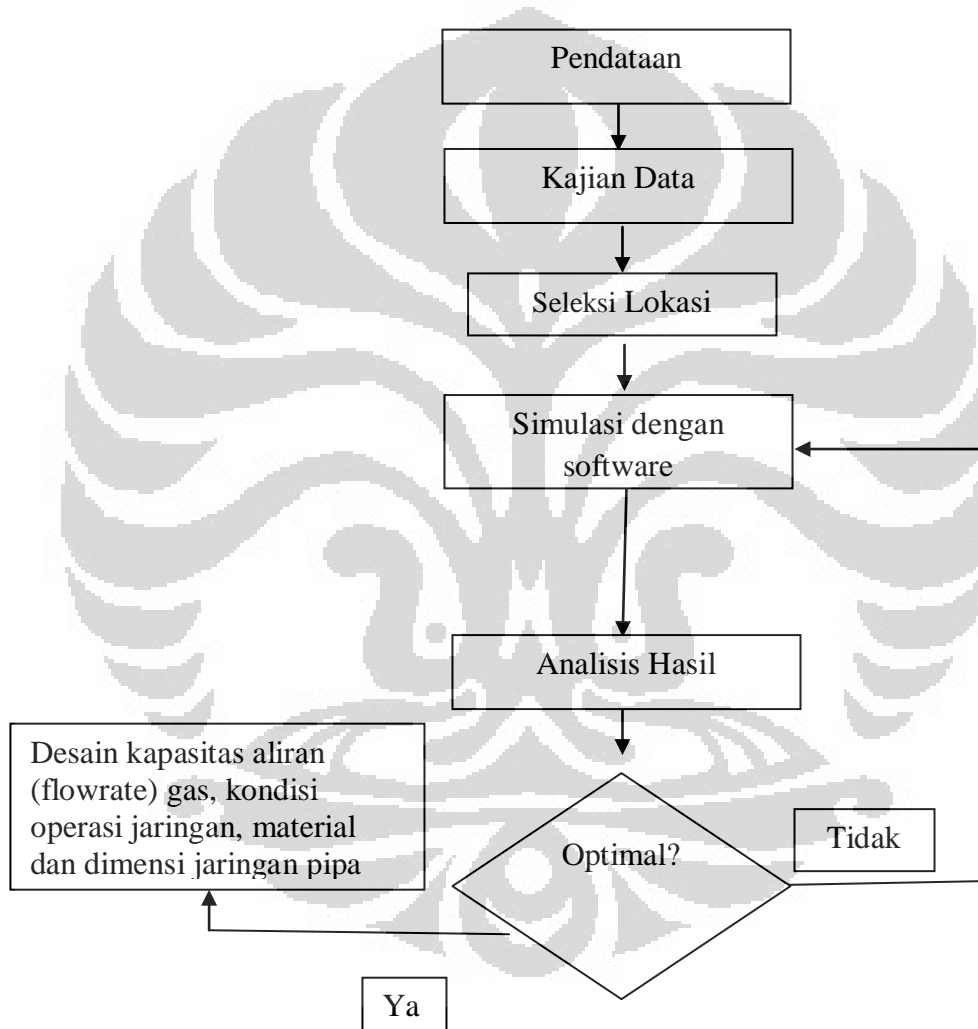 Pendataan
Kajian Data
Seleksi Lokasi
Simulasi dengan
software
Analisis Hasil
Desain kapasitas aliran
(flowrate) gas, kondisi
operasi jaringan, material
dan dimensi jaringan pipa
Optimal?
Tidak
Ya